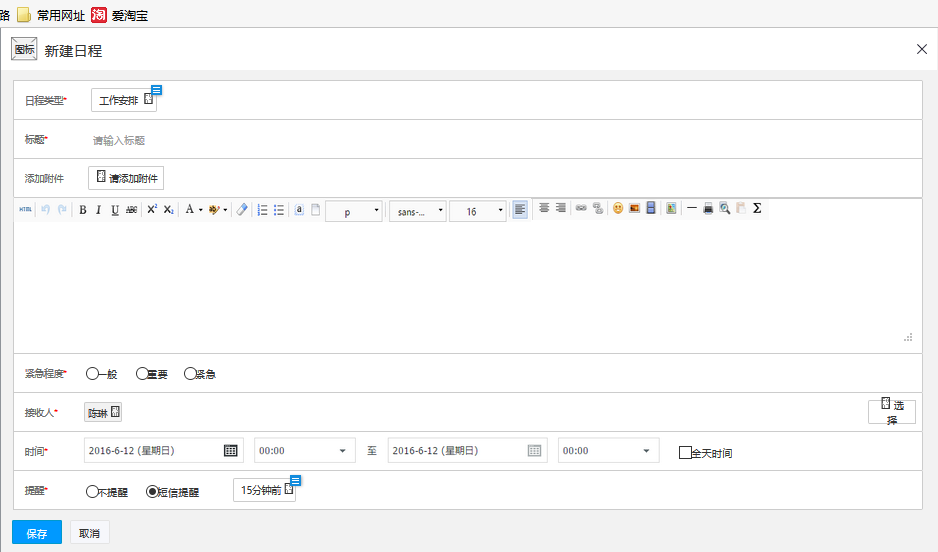 路 常用网址 淘 爱淘宝
图标 新建日程
日程类型* 工作安排
标题* 请输入标题
添加附件 请添加附件
HTML B I U ABC X² X₂ A ab a p sans-... 16 Σ
紧急程度* 一般 重要 紧急
接收人* 陈琳 选
择
时间* 2016-6-12 (星期日) 00:00 至 2016-6-12 (星期日) 00:00 全天时间
提醒* 不提醒 短信提醒 15分钟前
保存 取消